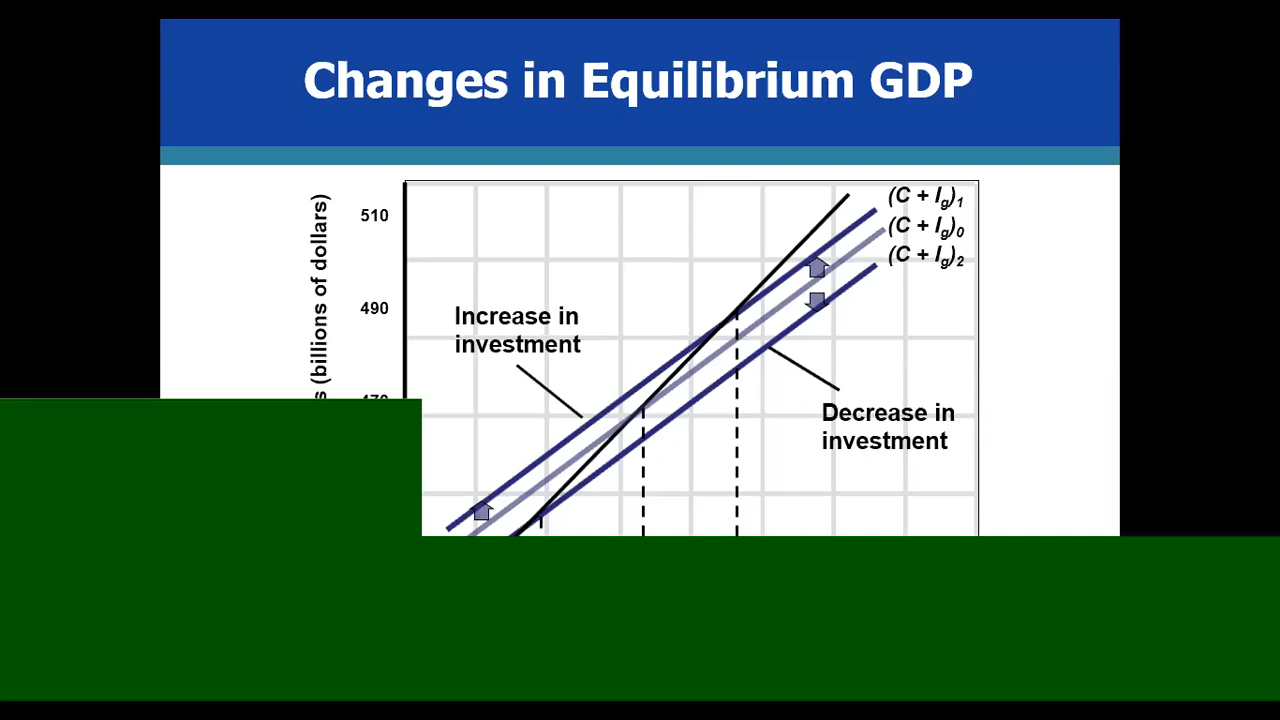 Changes in Equilibrium GDP
(billions of dollars)
510
490
(C + Ig)1
(C + Ig)0
(C + Ig)2
Increase in
investment
Decrease in
investment